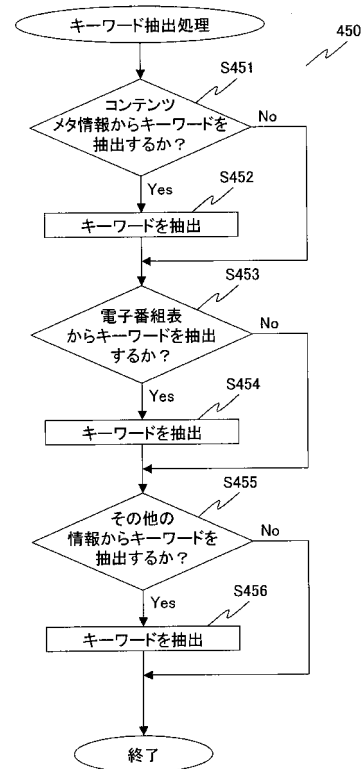 キーワード抽出処理
450
S451
コンテンツ
メタ情報からキーワードを
抽出するか？
No
Yes
S452
キーワードを抽出
S453
電子番組表
からキーワードを抽出
するか？
No
Yes
S454
キーワードを抽出
S455
その他の
情報からキーワードを
抽出するか？
No
Yes
S456
キーワードを抽出
終了